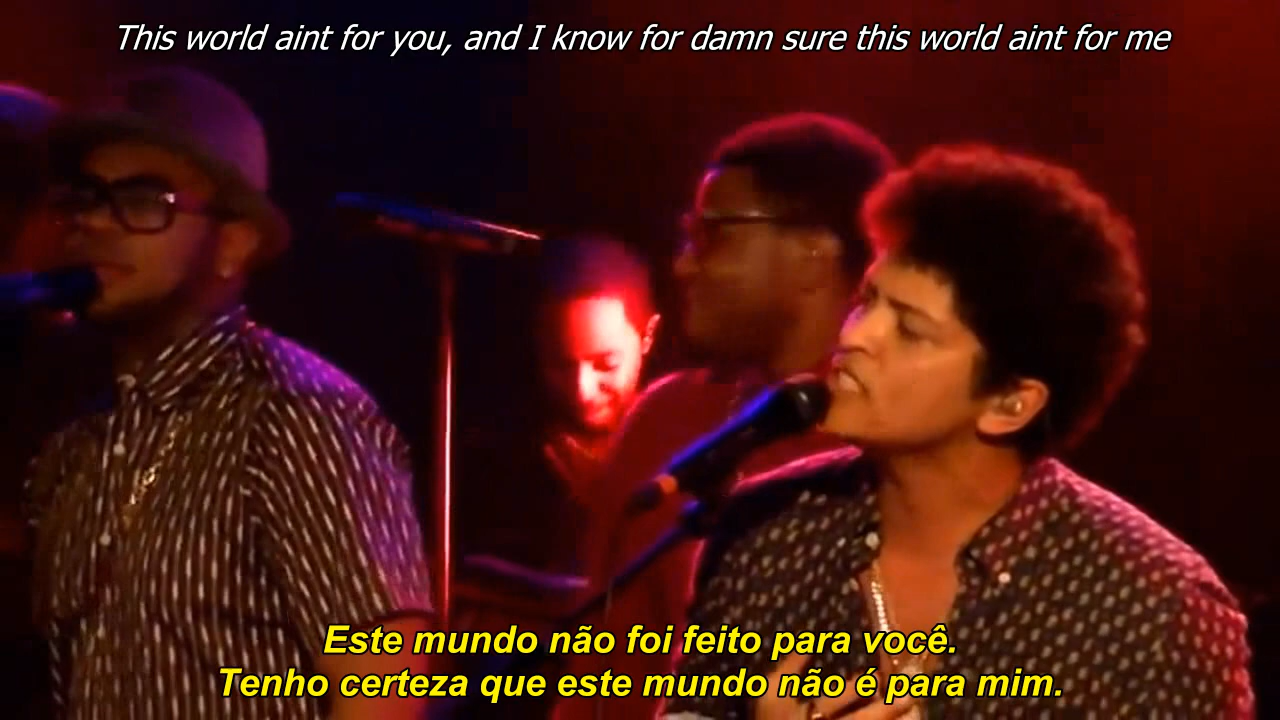 This world aint for you, and I know for damn sure this world aint for me
Este mundo não foi feito para você.
Tenho certeza que este mundo não é para mim.